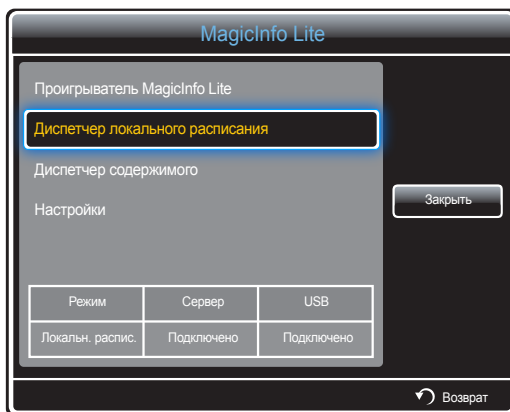 MagicInfo Lite
Проигрыватель MagicInfo Lite
Диспетчер локального расписания
Диспетчер содержимого
Настройки
Закрыть
Режим Сервер USB
Локальн. распис. Подключено Подключено
Возврат